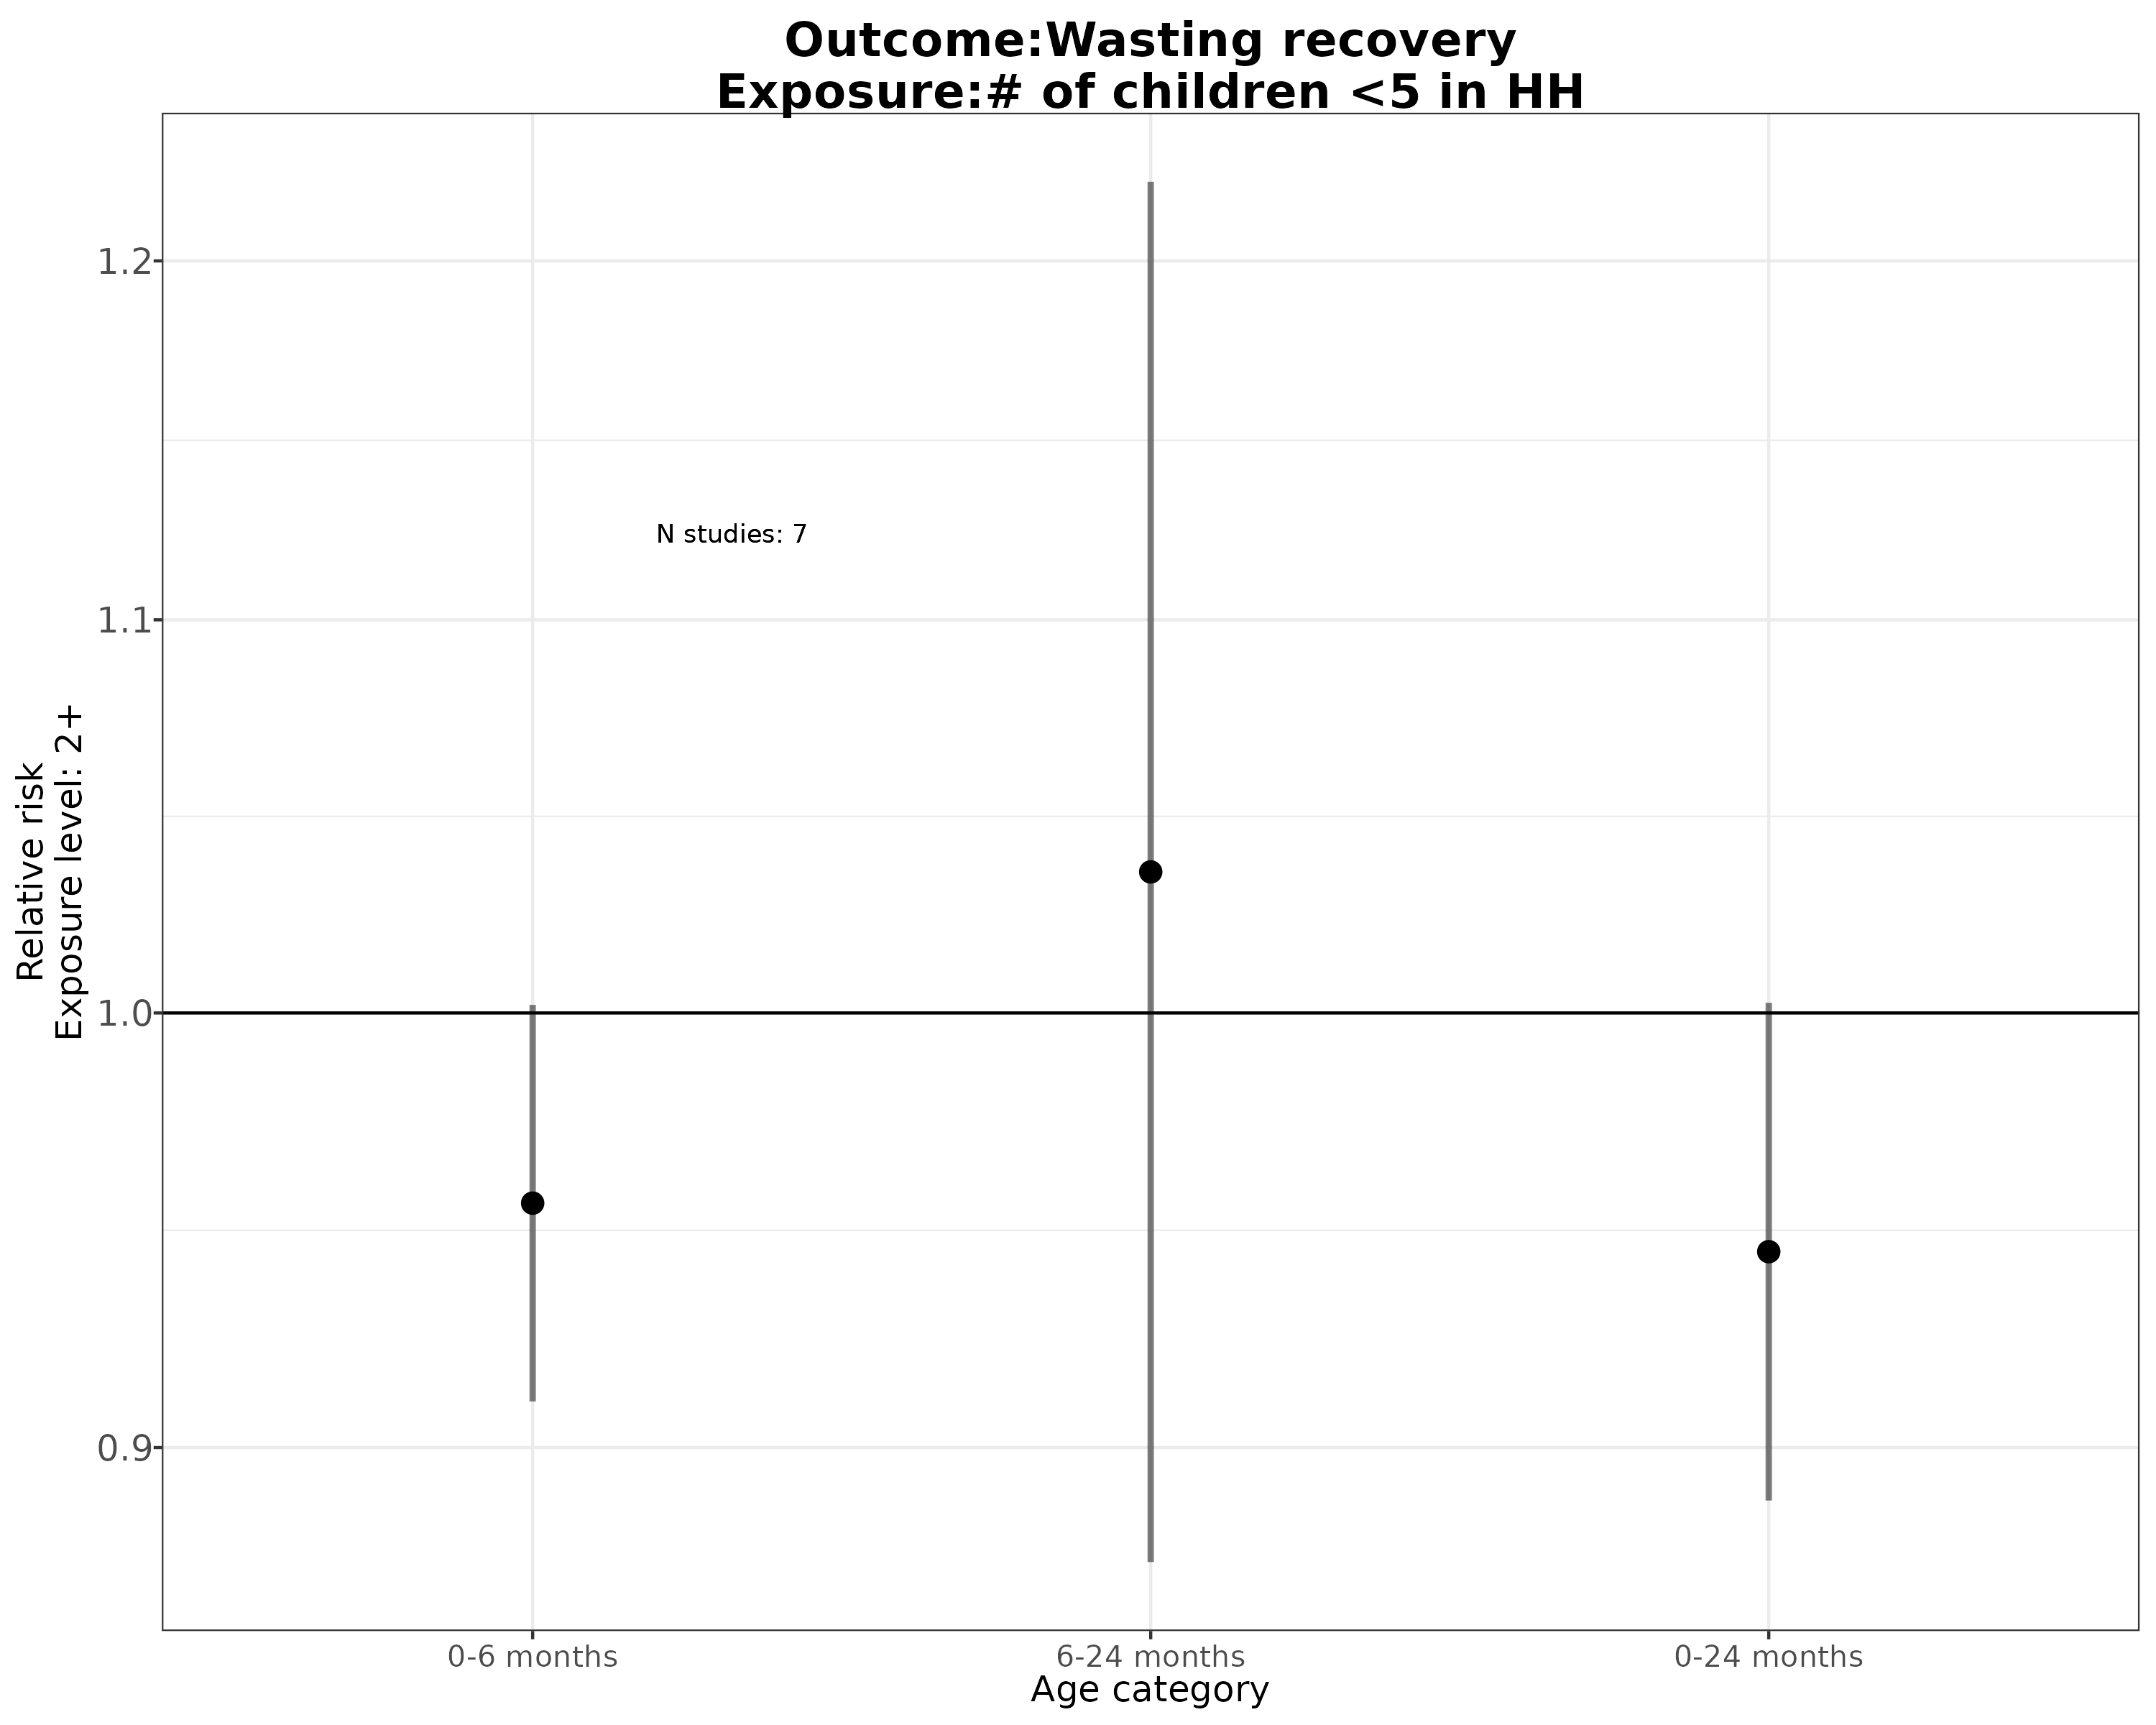 Outcome:Wasting recovery
Exposure:# of children <5 in HH
Relative risk
Exposure level: 2+
1.2
1.1
1.0
0.9
N studies: 7
0-6 months
6-24 months
0-24 months
Age category